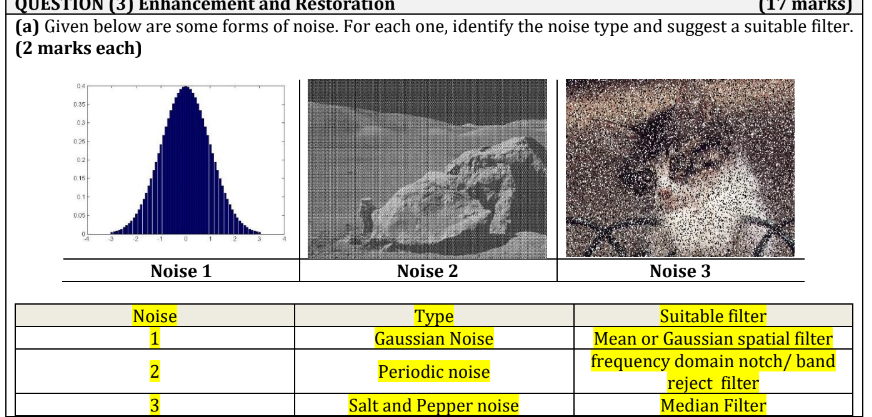 QUESTION (3) Enhancement and Restoration (17 marks)
(a) Given below are some forms of noise. For each one, identify the noise type and suggest a suitable filter.
(2 marks each)
0.4
0.35
0.3
0.25
0.2
0.15
0.1
0.05
0
-4 -3 -2 -1 0 1 2 3 4
Noise 1 Noise 2 Noise 3
Noise Type Suitable filter
1 Gaussian Noise Mean or Gaussian spatial filter
2 Periodic noise frequency domain notch/ band
reject filter
3 Salt and Pepper noise Median Filter